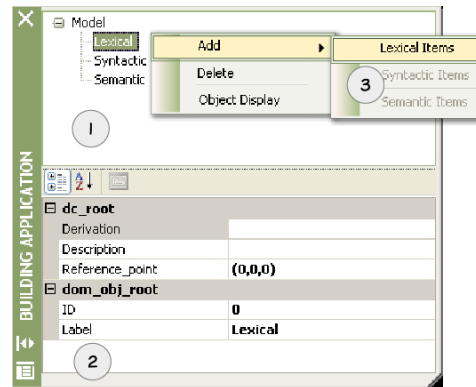 Model
Lexical
Syntactic
Semantic
Add
Delete
Object Display
Lexical Items
Syntactic Items
Semantic Items
1
3
BUILDING APPLICATION
A
Z
dc_root
Derivation
Description
Reference_point (0,0,0)
dom_obj_root
ID 0
Label Lexical
2